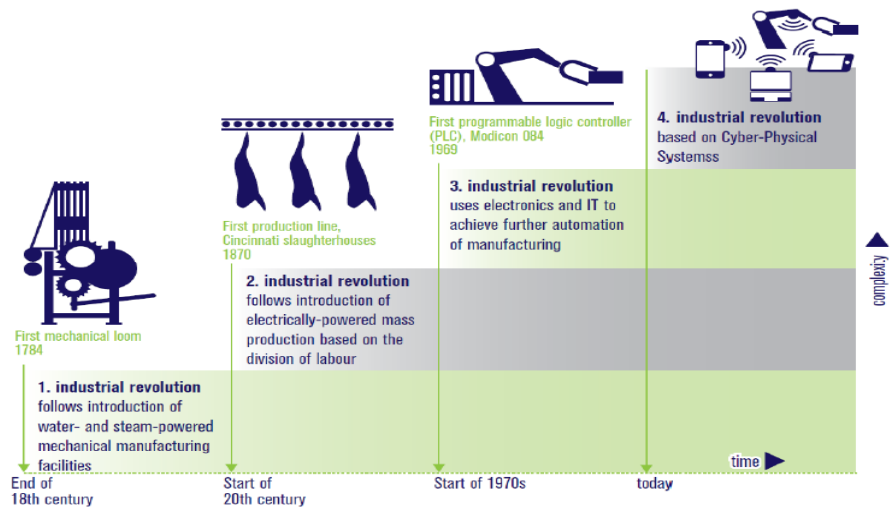 First mechanical loom
1784
1. industrial revolution
follows introduction of
water- and steam-powered
mechanical manufacturing
facilities
End of
18th century
First production line,
Cincinnati slaughterhouses
1870
2. industrial revolution
follows introduction of
electrically-powered mass
production based on the
division of labour
Start of
20th century
First programmable logic controller
(PLC), Modicon 084
1969
3. industrial revolution
uses electronics and IT to
achieve further automation
of manufacturing
Start of 1970s
4. industrial revolution
based on Cyber-Physical
Systemss
today
time
complexity